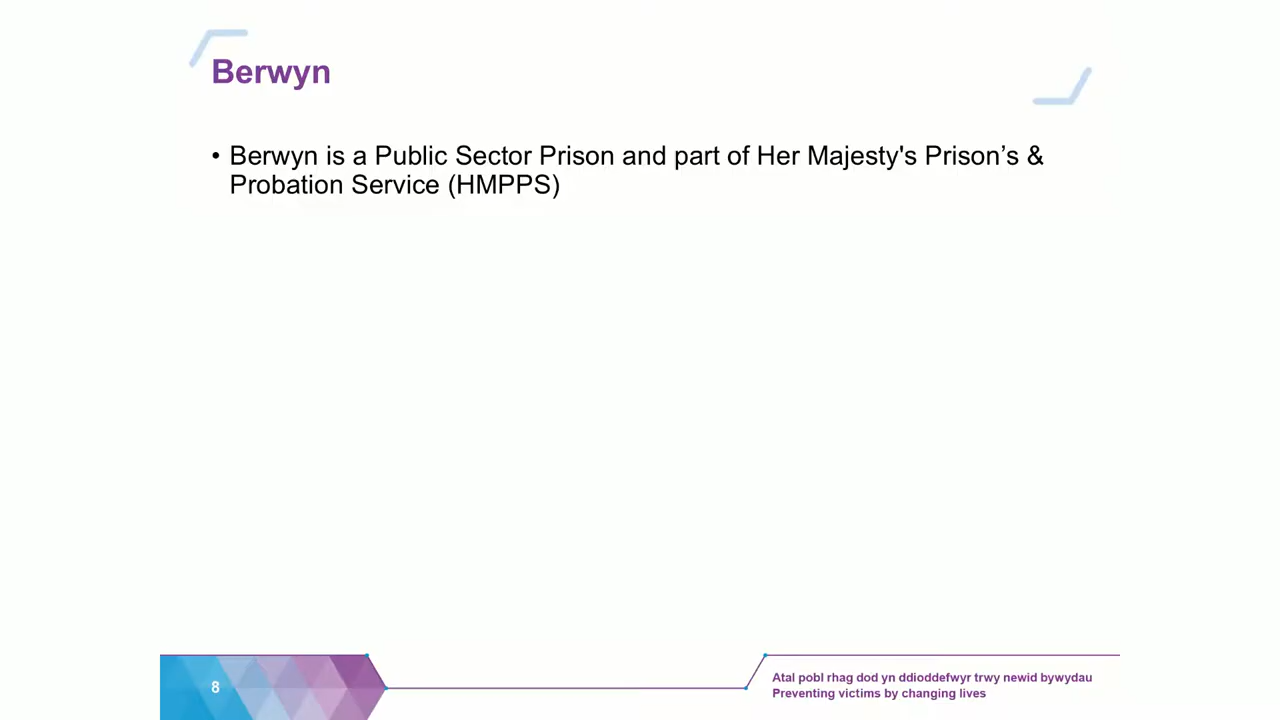 Berwyn
• Berwyn is a Public Sector Prison and part of Her Majesty's Prison’s &
Probation Service (HMPPS)
8
Atal pobl rhag dod yn ddioddefwyr trwy newid bywydau
Preventing victims by changing lives